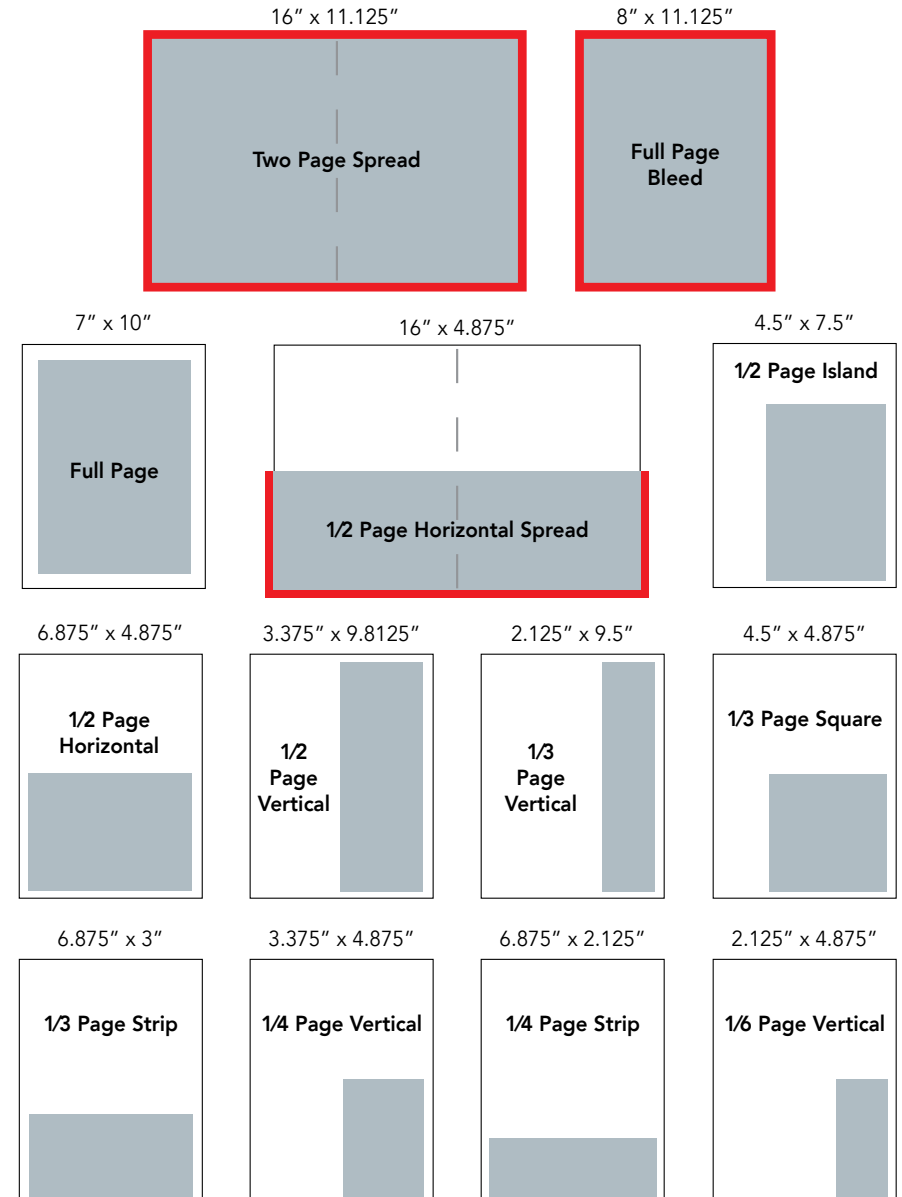 16″ x 11.125″
8″ x 11.125″
Two Page Spread
Full Page
Bleed
7″ x 10″
16″ x 4.875″
4.5″ x 7.5″
1/2 Page Island
Full Page
1/2 Page Horizontal Spread
6.875″ x 4.875″
3.375″ x 9.8125″
2.125″ x 9.5″
4.5″ x 4.875″
1/2 Page
Horizontal
1/2
Page
Vertical
1/3
Page
Vertical
1/3 Page Square
6.875″ x 3″
3.375″ x 4.875″
6.875″ x 2.125″
2.125″ x 4.875″
1/3 Page Strip
1/4 Page Vertical
1/4 Page Strip
1/6 Page Vertical